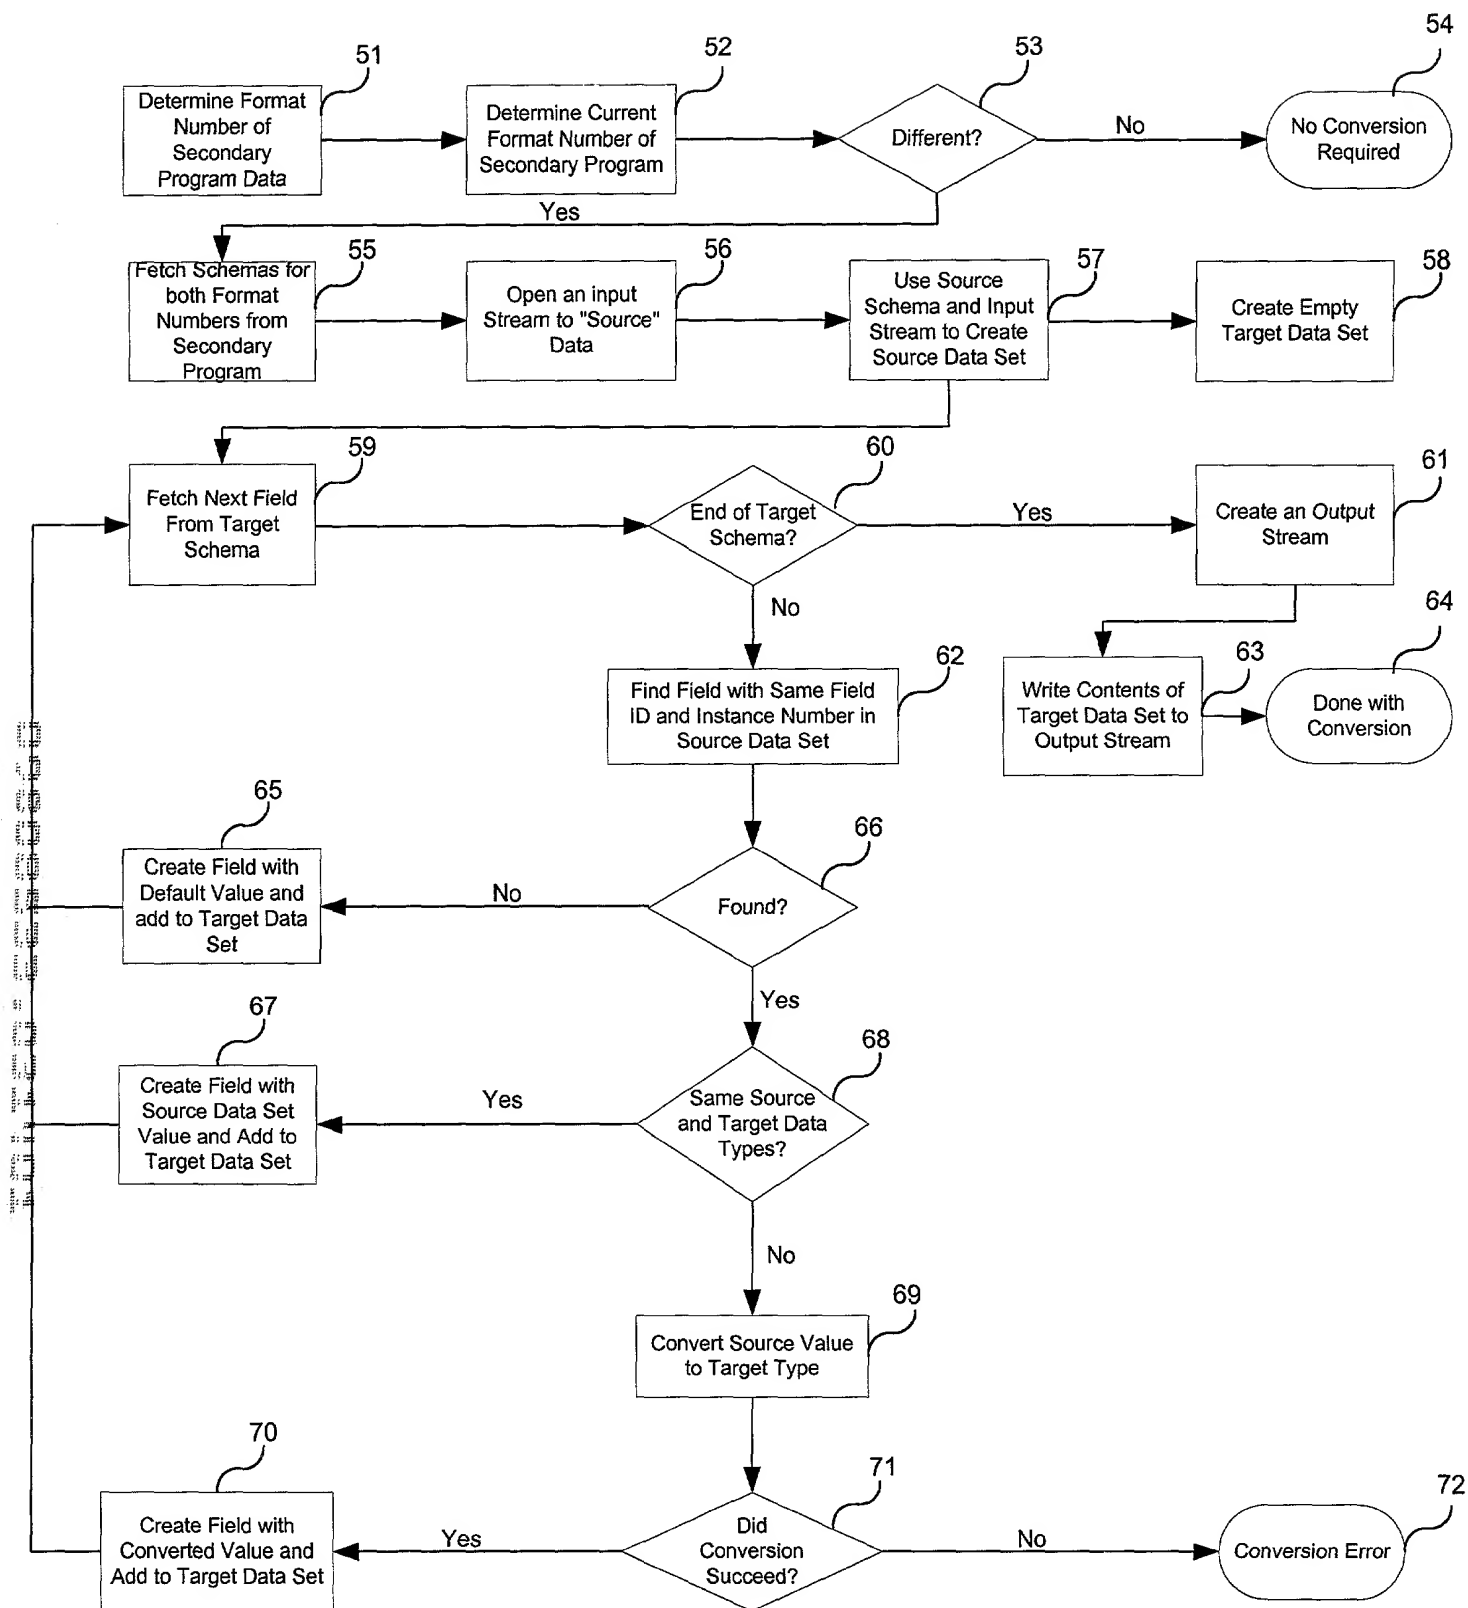 51
52
53
54
Determine Format
Number of
Secondary
Program Data
Determine Current
Format Number of
Secondary Program
Different?
No
No Conversion
Required
Yes
55
56
57
58
Fetch Schemas for
both Format
Numbers from
Secondary
Program
Open an input
Stream to "Source"
Data
Use Source
Schema and Input
Stream to Create
Source Data Set
Create Empty
Target Data Set
59
60
61
Fetch Next Field
From Target
Schema
End of Target
Schema?
Yes
Create an Output
Stream
No
64
62
63
Find Field with Same Field
ID and Instance Number in
Source Data Set
Write Contents of
Target Data Set to
Output Stream
Done with
Conversion
65
66
Create Field with
Default Value and
add to Target Data
Set
No
Found?
Yes
67
68
Create Field with
Source Data Set
Value and Add to
Target Data Set
Yes
Same Source
and Target Data
Types?
No
69
Convert Source Value
to Target Type
70
71
72
Create Field with
Converted Value and
Add to Target Data Set
Yes
Did
Conversion
Succeed?
No
Conversion Error